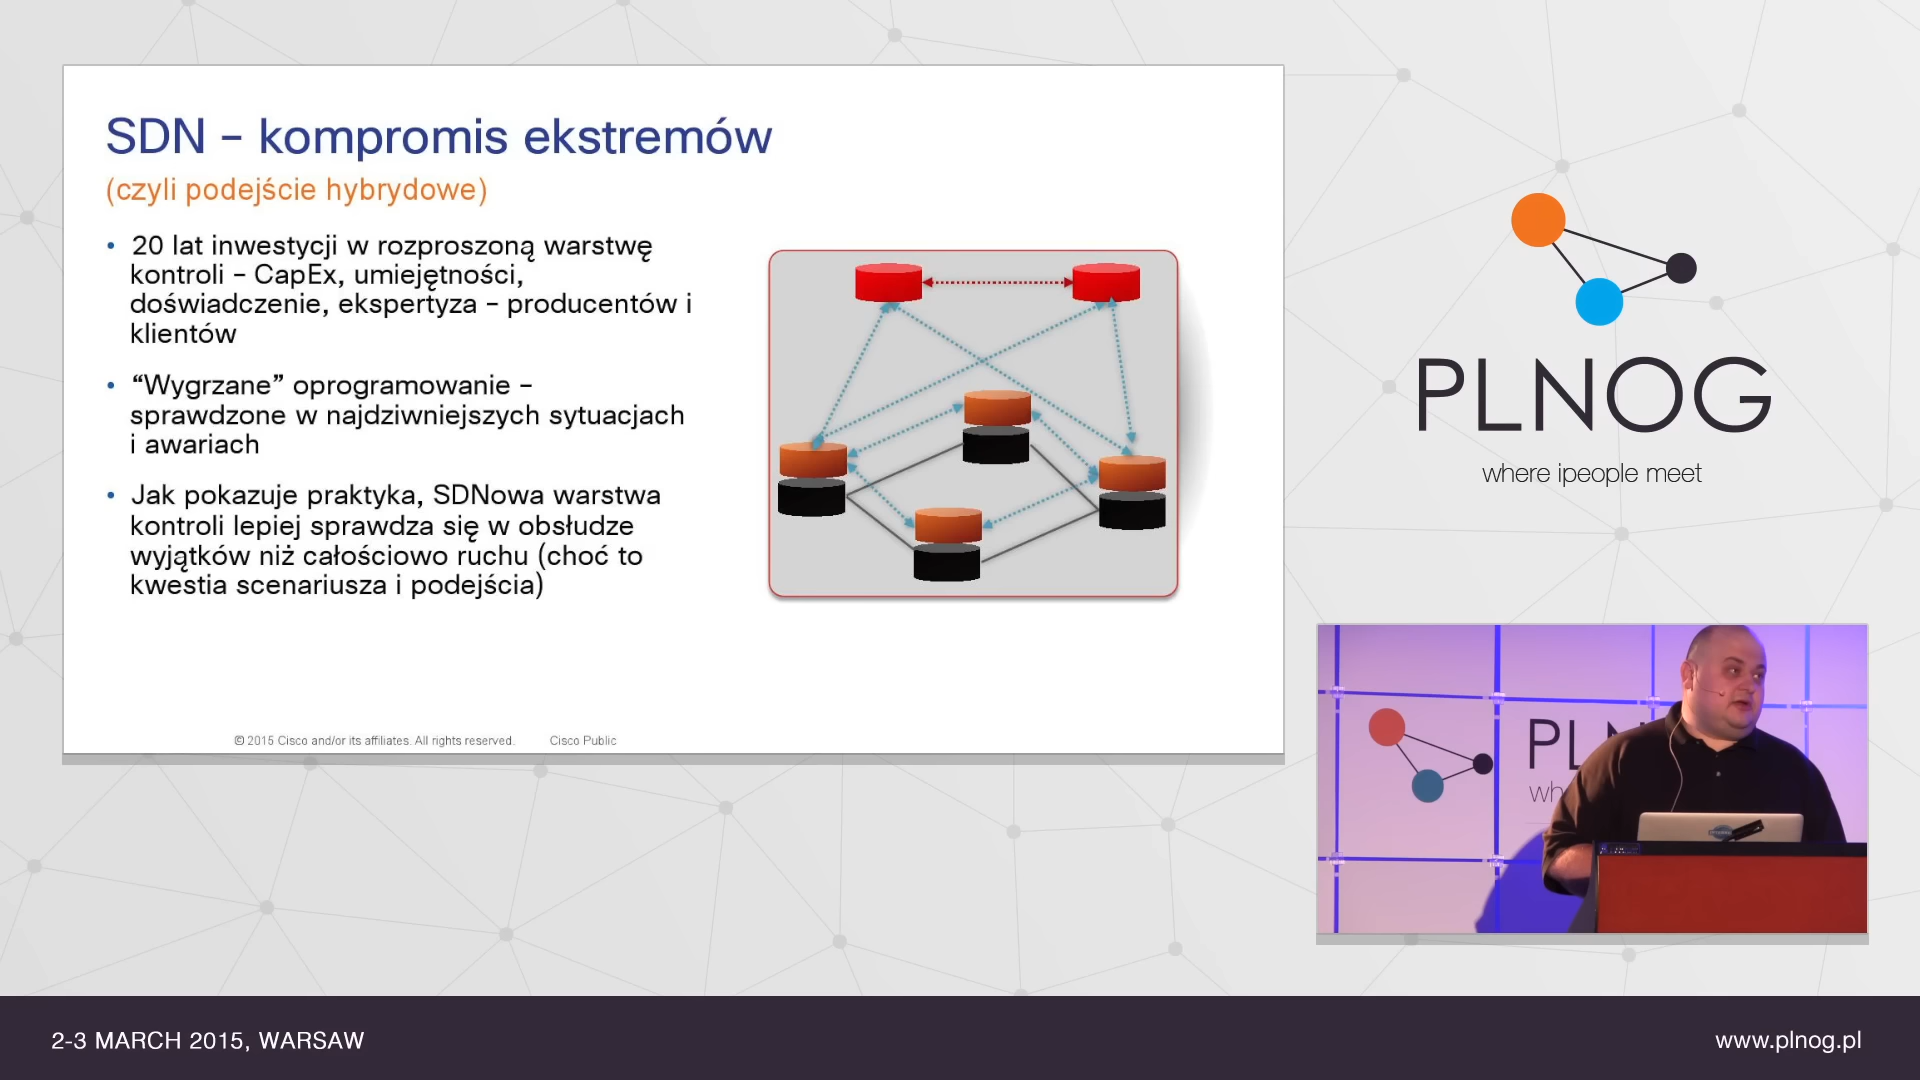 SDN – kompromis ekstremów
(czyli podejście hybrydowe)
• 20 lat inwestycji w rozproszoną warstwę
kontroli – CapEx, umiejętności,
doświadczenie, ekspertyza – producentów i
klientów
• “Wygrzane” oprogramowanie –
sprawdzone w najdziwniejszych sytuacjach
i awariach
• Jak pokazuje praktyka, SDNowa warstwa
kontroli lepiej sprawdza się w obsłudze
wyjątków niż całościowo ruchu (choć to
kwestia scenariusza i podejścia)
© 2015 Cisco and/or its affiliates. All rights reserved. Cisco Public
PLNOG
where ipeople meet
PLN
wh
2-3 MARCH 2015, WARSAW
www.plnog.pl